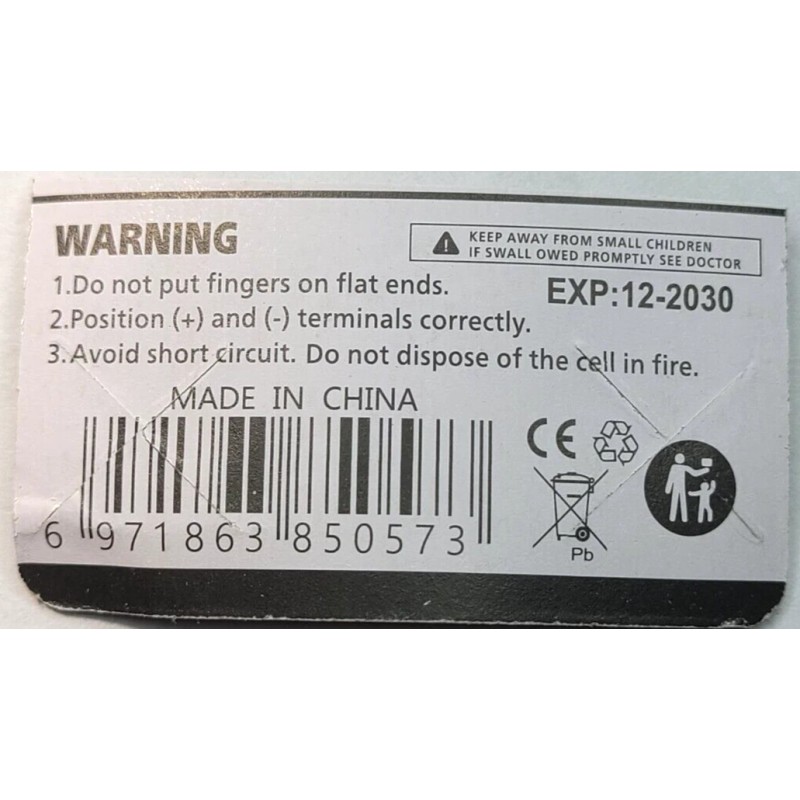 WARNING
KEEP AWAY FROM SMALL CHILDREN
IF SWALL OWED PROMPTLY SEE DOCTOR
1.Do not put fingers on flat ends.
EXP:12-2030
2.Position (+) and (-) terminals correctly.
3.Avoid short circuit. Do not dispose of the cell in fire.
MADE IN CHINA
CE
Pb
6 971863 850573